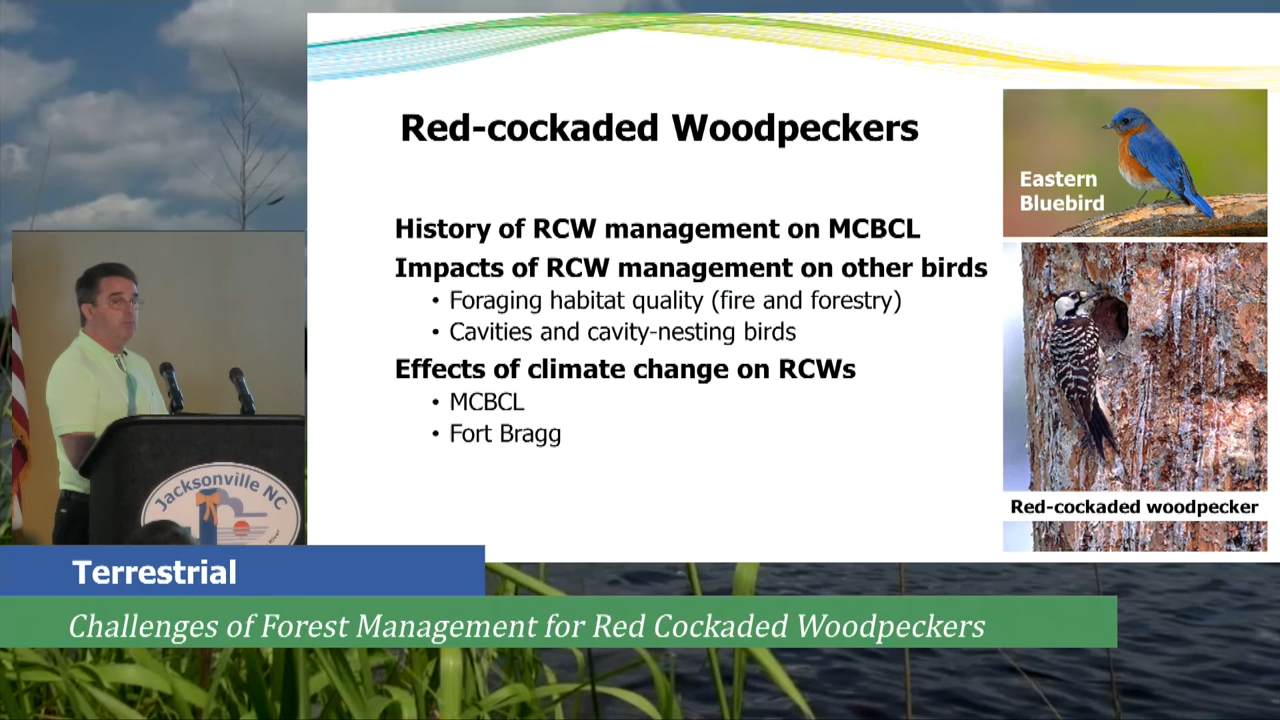 Red-cockaded Woodpeckers
History of RCW management on MCBCL
Impacts of RCW management on other birds
• Foraging habitat quality (fire and forestry)
• Cavities and cavity-nesting birds
Effects of climate change on RCWs
• MCBCL
• Fort Bragg
Eastern
Bluebird
Red-cockaded woodpecker
Jacksonville NC
River
Terrestrial
Challenges of Forest Management for Red Cockaded Woodpeckers